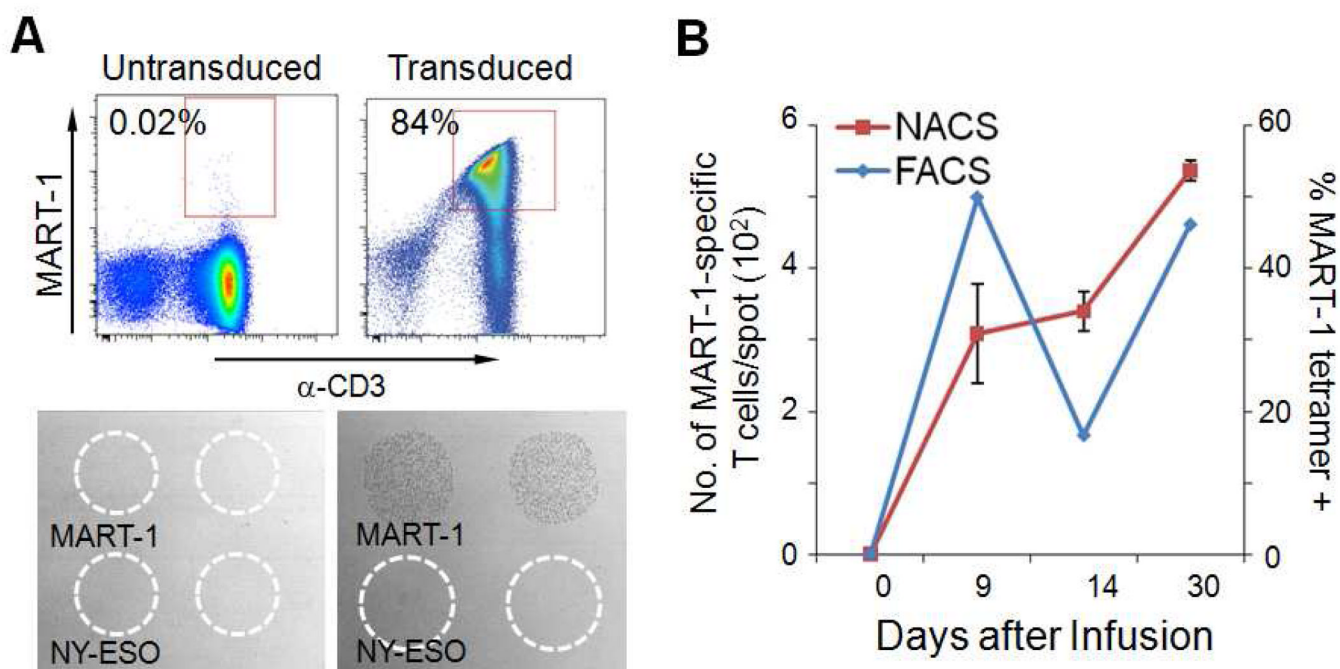 A
Untransduced
Transduced
0.02%
84%
MART-1
α-CD3
MART-1
NY-ESO
MART-1
NY-ESO
B
NACS
FACS
No. of MART-1-specific
T cells/spot (10²)
6
4
2
0
60
40
20
0
% MART-1 tetramer +
0 9 14 30
Days after Infusion